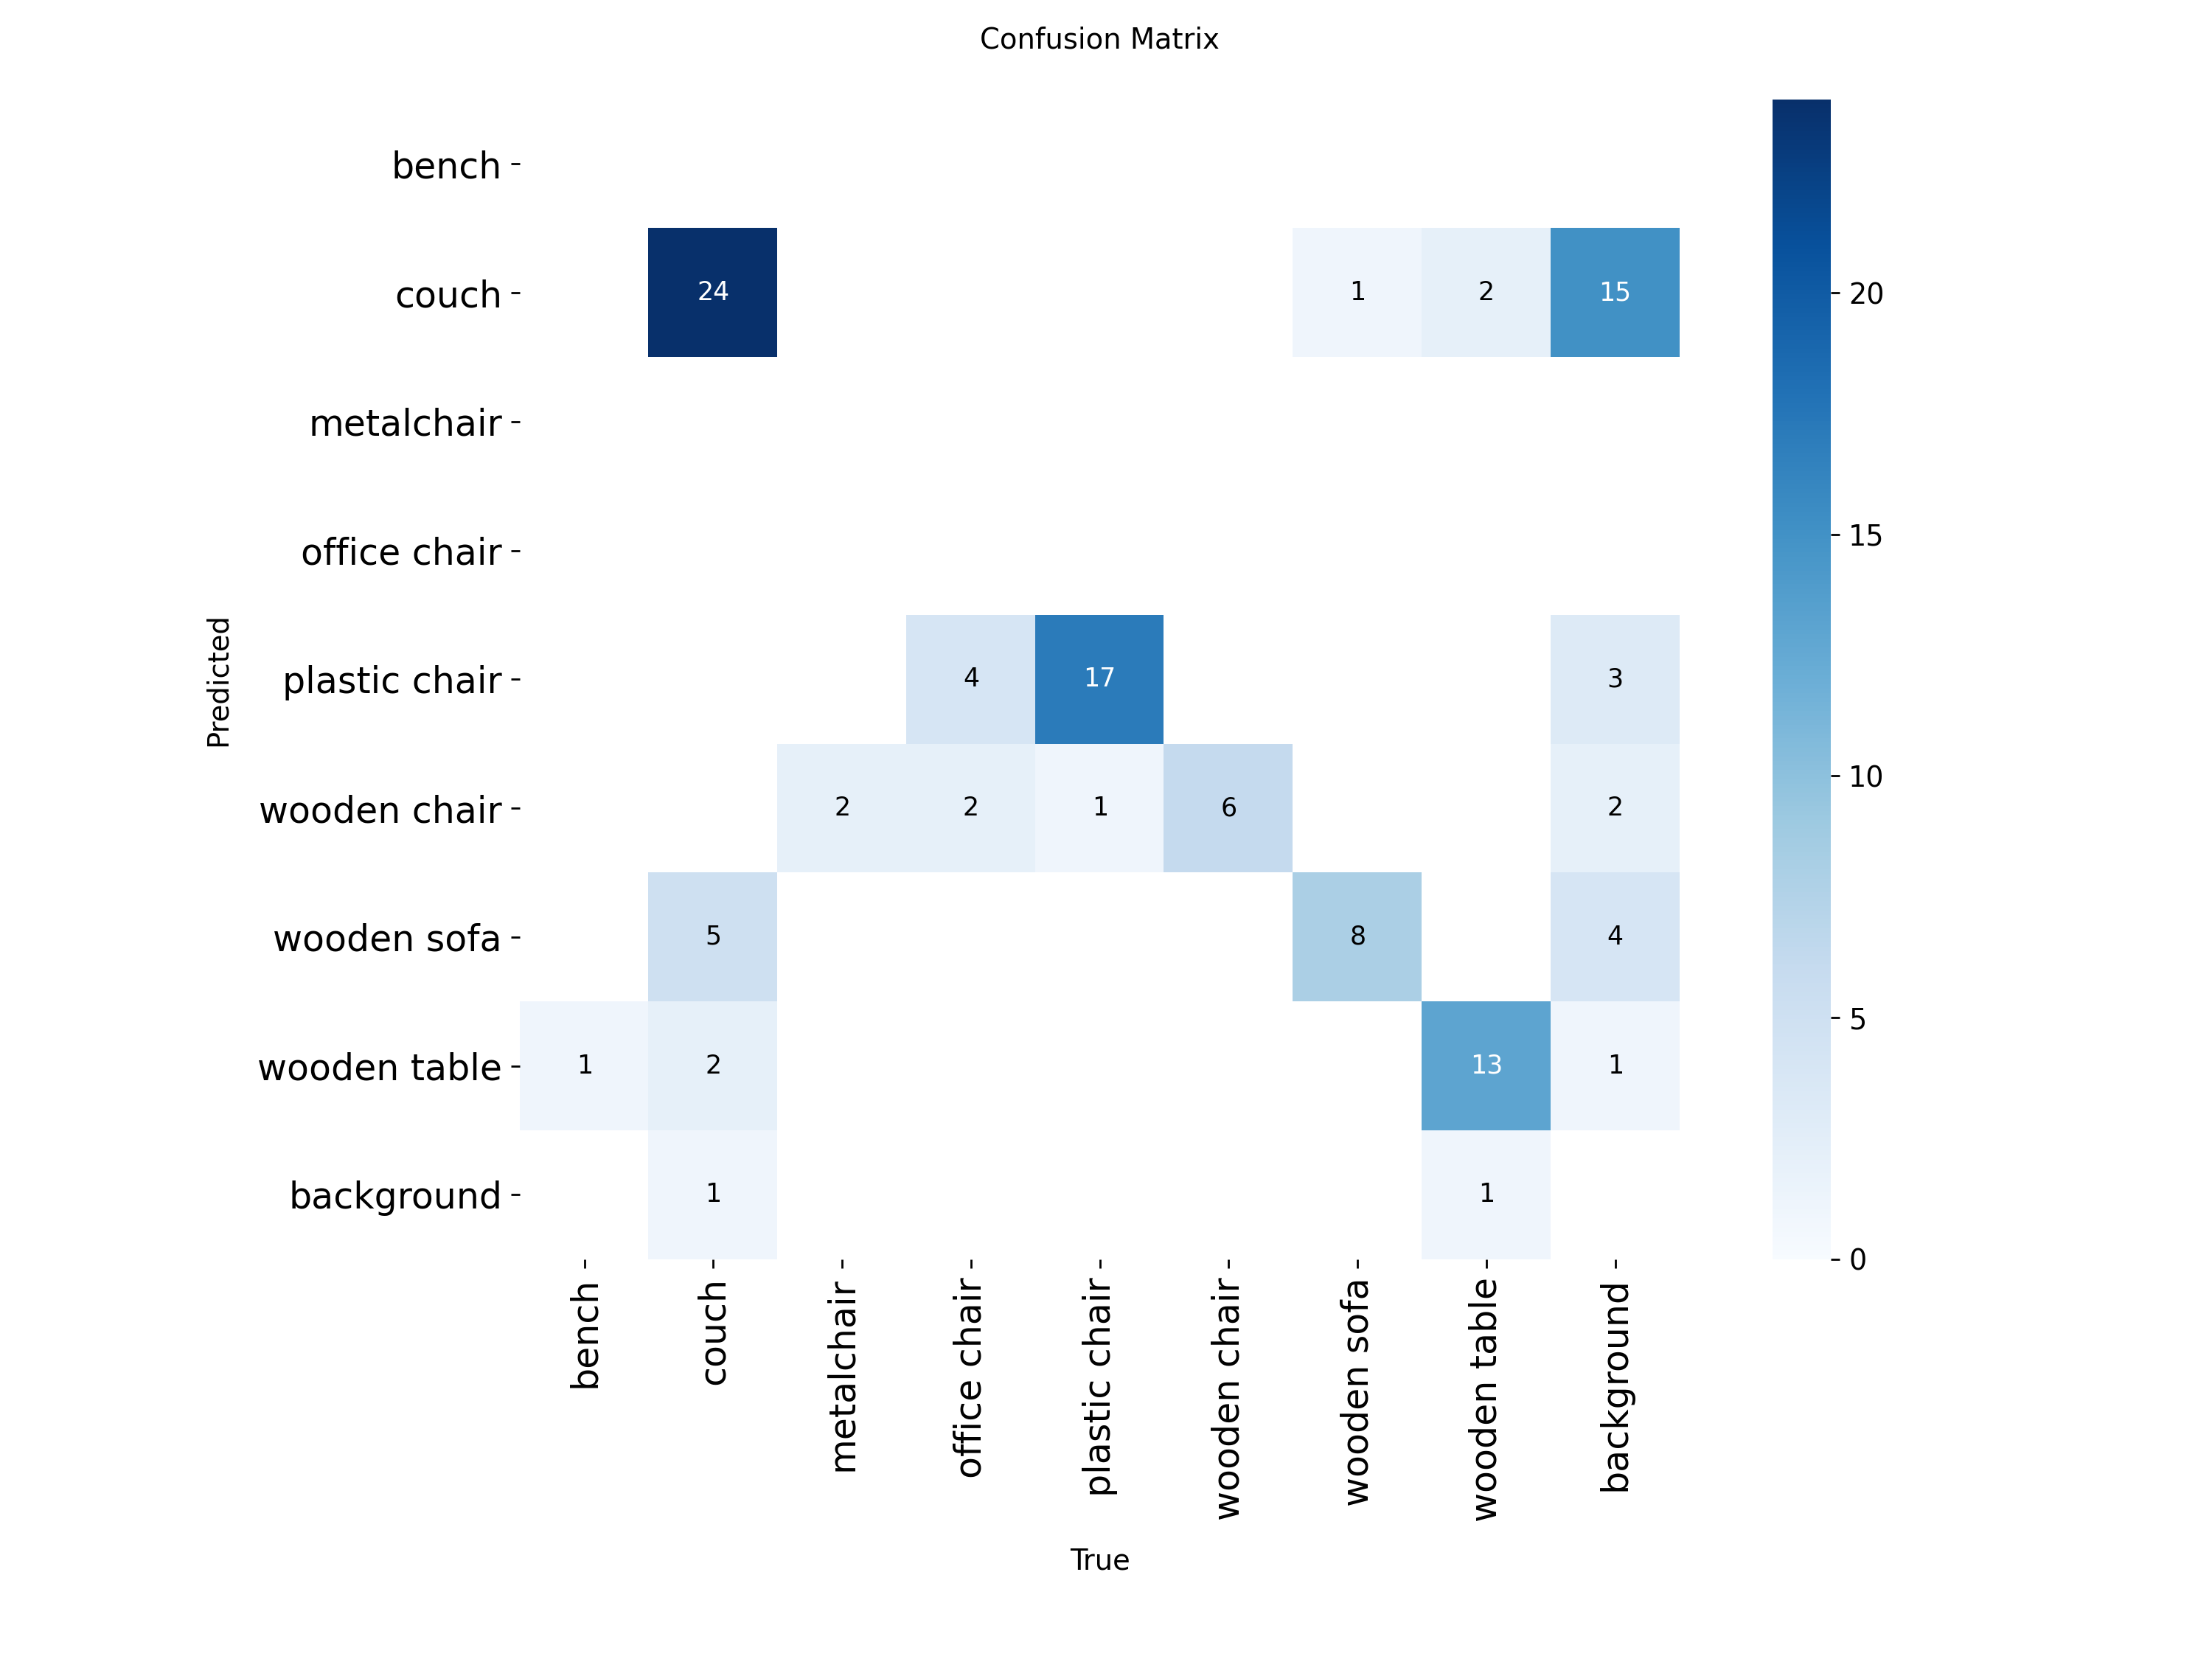 Confusion Matrix
bench
couch 24 1 2 15
metalchair
office chair
plastic chair 4 17 3
wooden chair 2 2 1 6 2
wooden sofa 5 8 4
wooden table 1 2 13 1
background 1 1
bench couch metalchair office chair plastic chair wooden chair wooden sofa wooden table background
True
Predicted
20
15
10
5
0